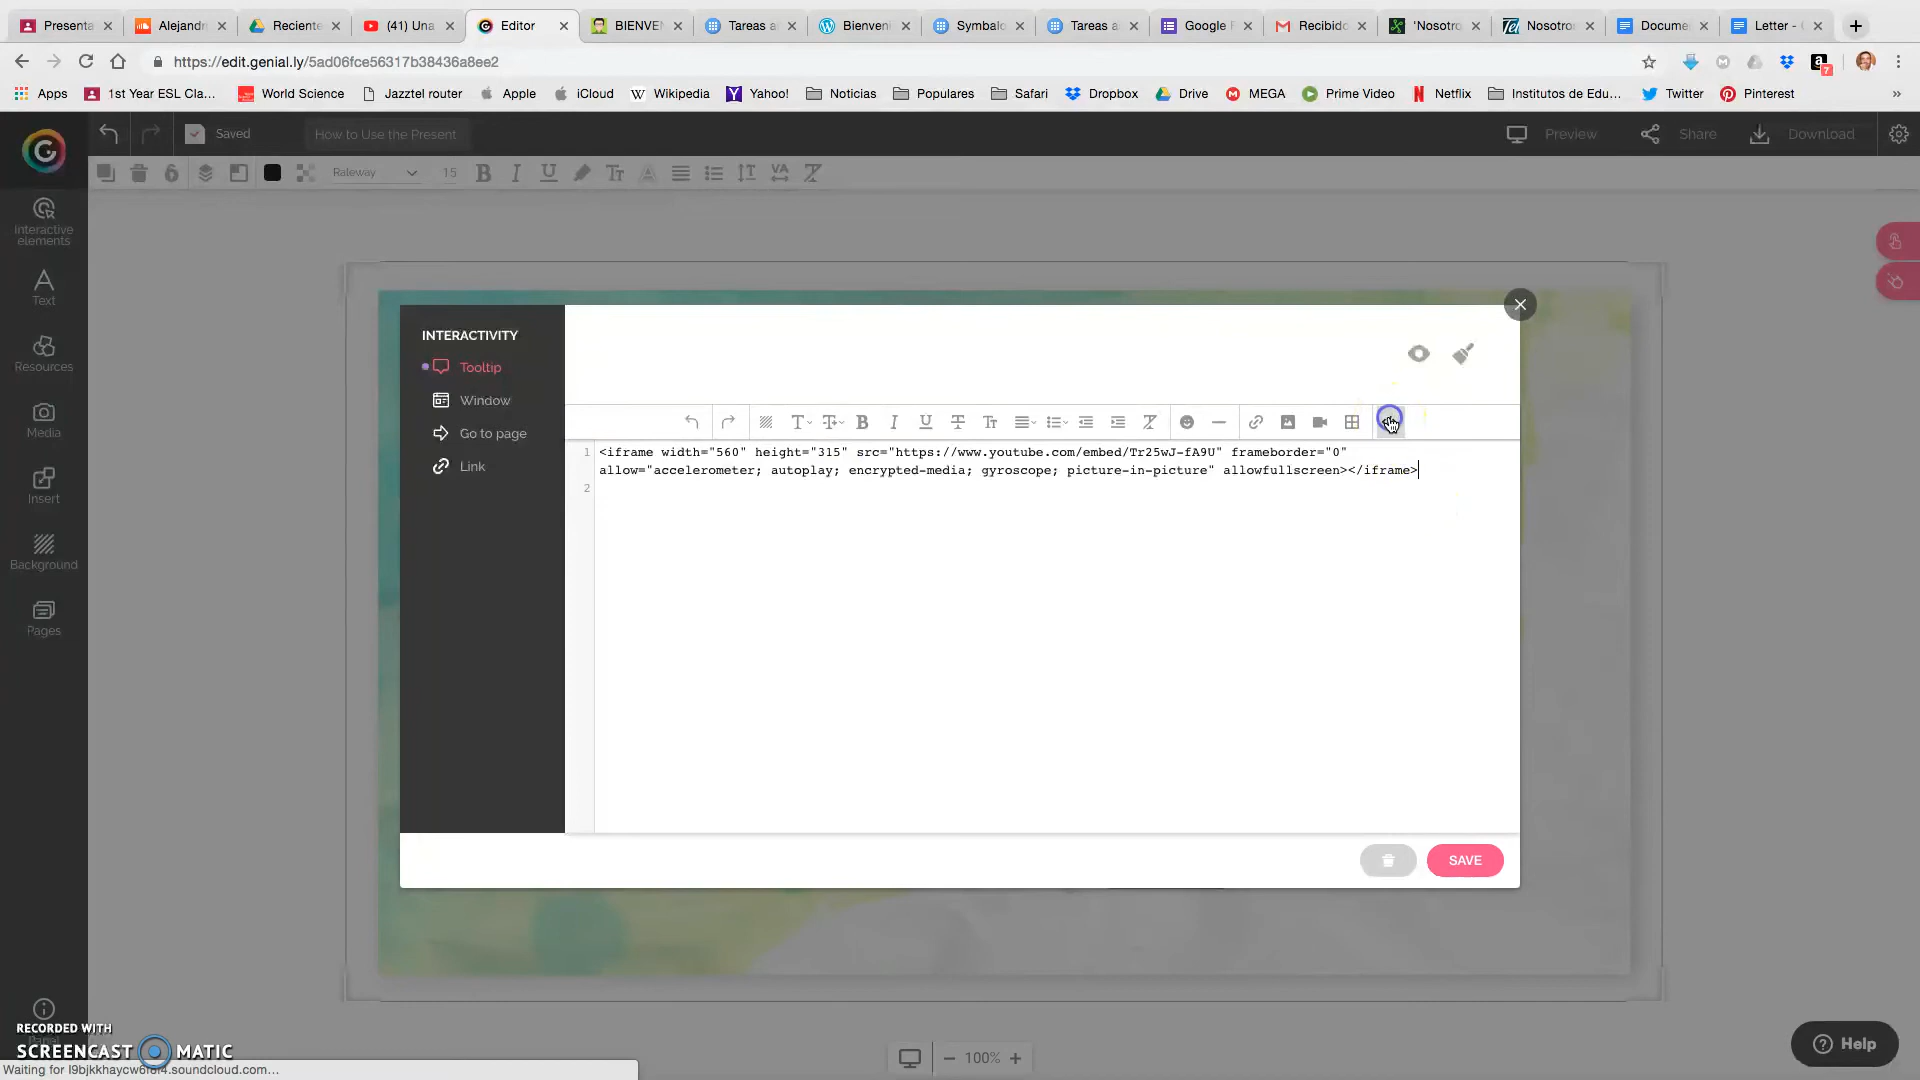 Presenta
Alejandr
Reciente
(41) Una
Editor
BIENVEN
Tareas a
Bienveni
Symbalo
Tareas a
Google F
Recibido
'Nosotro
Nosotros
Docume
Letter -
https://edit.genial.ly/5ad06fce56317b38436a8ee2
7
Apps
1st Year ESL Cla...
World Science
Jazztel router
Apple
iCloud
Wikipedia
Yahoo!
Noticias
Populares
Safari
Dropbox
Drive
MEGA
Prime Video
Netflix
Institutos de Edu...
Twitter
Pinterest
»
Saved
How to Use the Present
Preview
Share
Download
Raleway
15
Interactive
elements
Text
Resources
Media
Insert
Background
Pages
INTERACTIVITY
Tooltip
Window
Go to page
Link
1 <iframe width="560" height="315" src="https://www.youtube.com/embed/Tr25wJ-fA9U" frameborder="0"
allow="accelerometer; autoplay; encrypted-media; gyroscope; picture-in-picture" allowfullscreen></iframe>
2
SAVE
RECORDED WITH
SCREENCAST MATIC
100%
Help